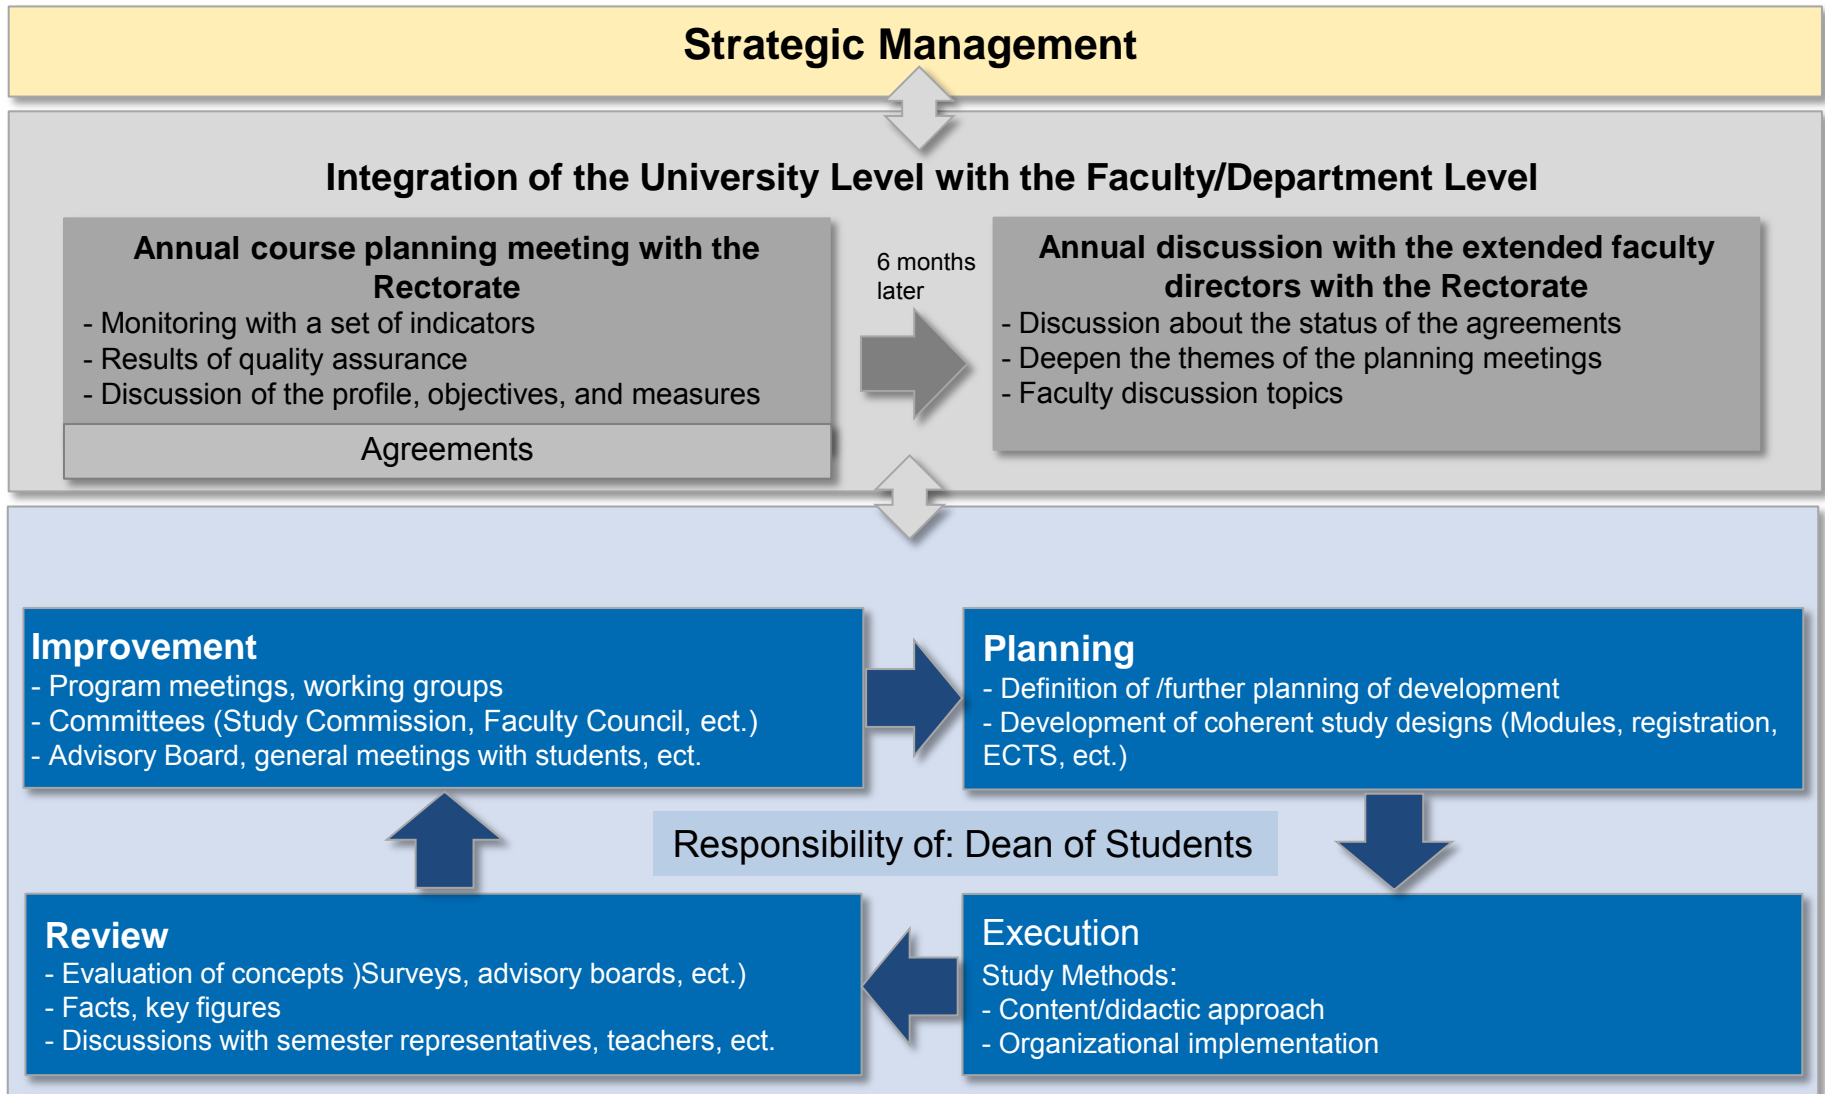 Strategic Management
Integration of the University Level with the Faculty/Department Level
Annual course planning meeting with the
Rectorate
- Monitoring with a set of indicators
- Results of quality assurance
- Discussion of the profile, objectives, and measures
Agreements
6 months
later
Annual discussion with the extended faculty
directors with the Rectorate
- Discussion about the status of the agreements
- Deepen the themes of the planning meetings
- Faculty discussion topics
Improvement
- Program meetings, working groups
- Committees (Study Commission, Faculty Council, ect.)
- Advisory Board, general meetings with students, ect.
Planning
- Definition of /further planning of development
- Development of coherent study designs (Modules, registration,
ECTS, ect.)
Responsibility of: Dean of Students
Review
- Evaluation of concepts )Surveys, advisory boards, ect.)
- Facts, key figures
- Discussions with semester representatives, teachers, ect.
Execution
Study Methods:
- Content/didactic approach
- Organizational implementation